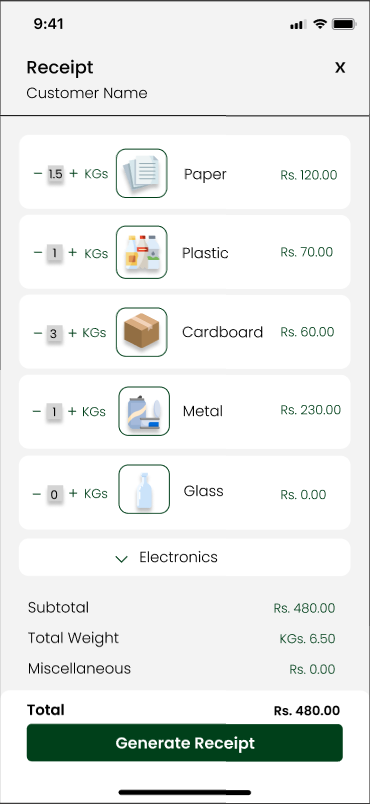 9:41
Receipt X
Customer Name
− 1.5 + KGs Paper Rs. 120.00
− 1 + KGs Plastic Rs. 70.00
− 3 + KGs Cardboard Rs. 60.00
− 1 + KGs Metal Rs. 230.00
− 0 + KGs Glass Rs. 0.00
Electronics
Subtotal Rs. 480.00
Total Weight KGs. 6.50
Miscellaneous Rs. 0.00
Total Rs. 480.00
Generate Receipt